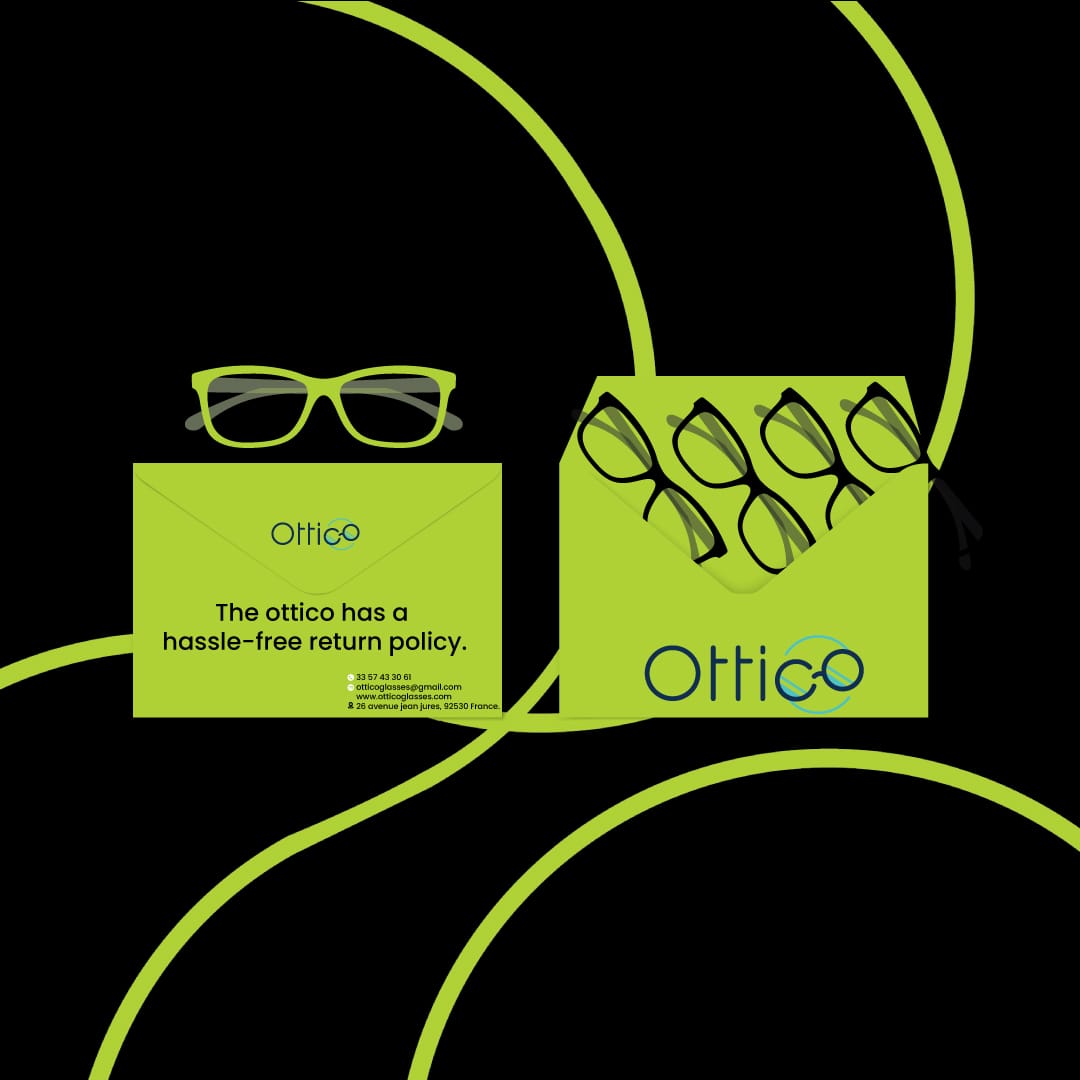 Ottico
The ottico has a
hassle-free return policy.
33 57 43 30 61
otticoglasses@gmail.com
www.otticoglasses.com
26 avenue jean jures, 92530 France.
Ottico